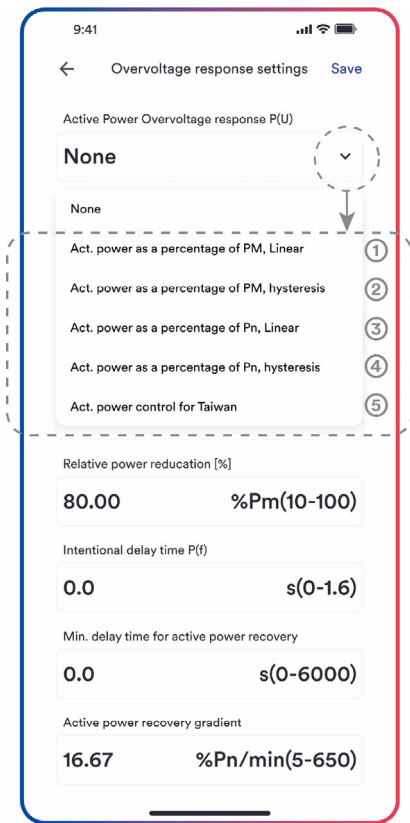 9:41
Overvoltage response settings Save
Active Power Overvoltage response P(U)
None
None
Act. power as a percentage of PM, Linear ①
Act. power as a percentage of PM, hysteresis ②
Act. power as a percentage of Pn, Linear ③
Act. power as a percentage of Pn, hysteresis ④
Act. power control for Taiwan ⑤
Relative power reducation [%]
80.00 %Pm(10-100)
Intentional delay time P(f)
0.0 s(0-1.6)
Min. delay time for active power recovery
0.0 s(0-6000)
Active power recovery gradient
16.67 %Pn/min(5-650)